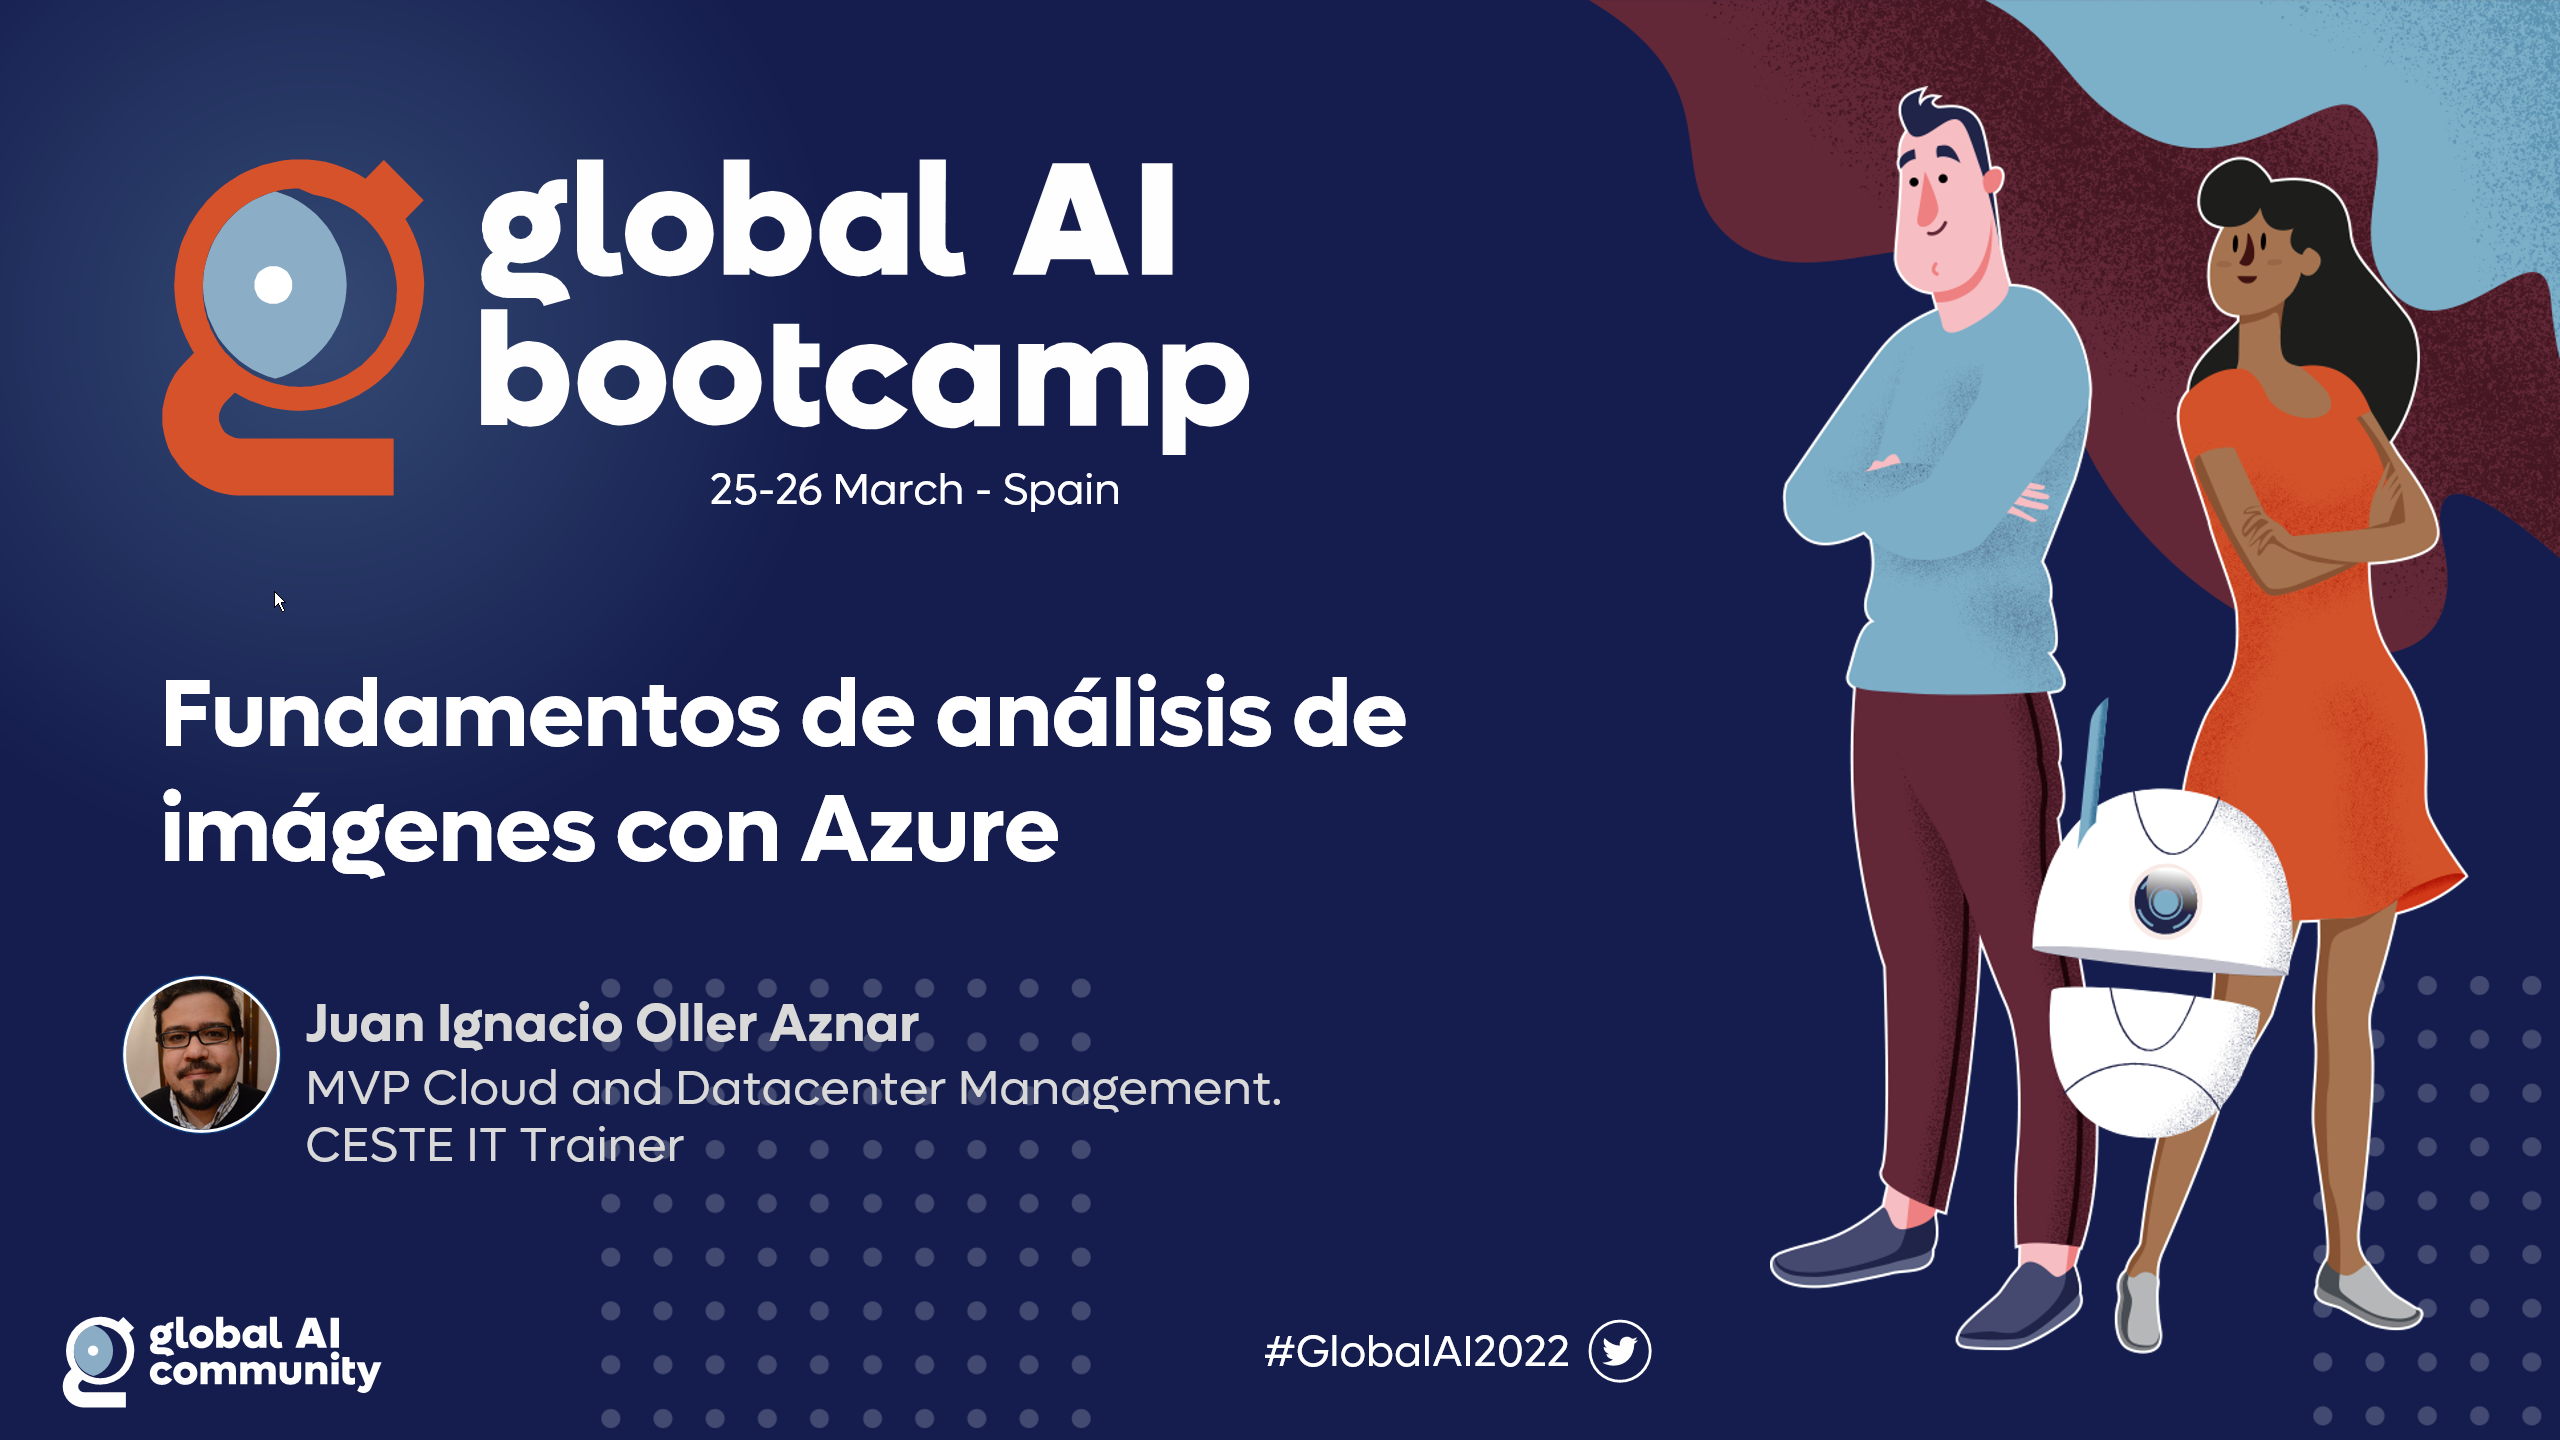 global AI
bootcamp
25-26 March - Spain
Fundamentos de análisis de
imágenes con Azure
Juan Ignacio Oller Aznar
MVP Cloud and Datacenter Management.
CESTE IT Trainer
global AI
community
#GlobalAI2022